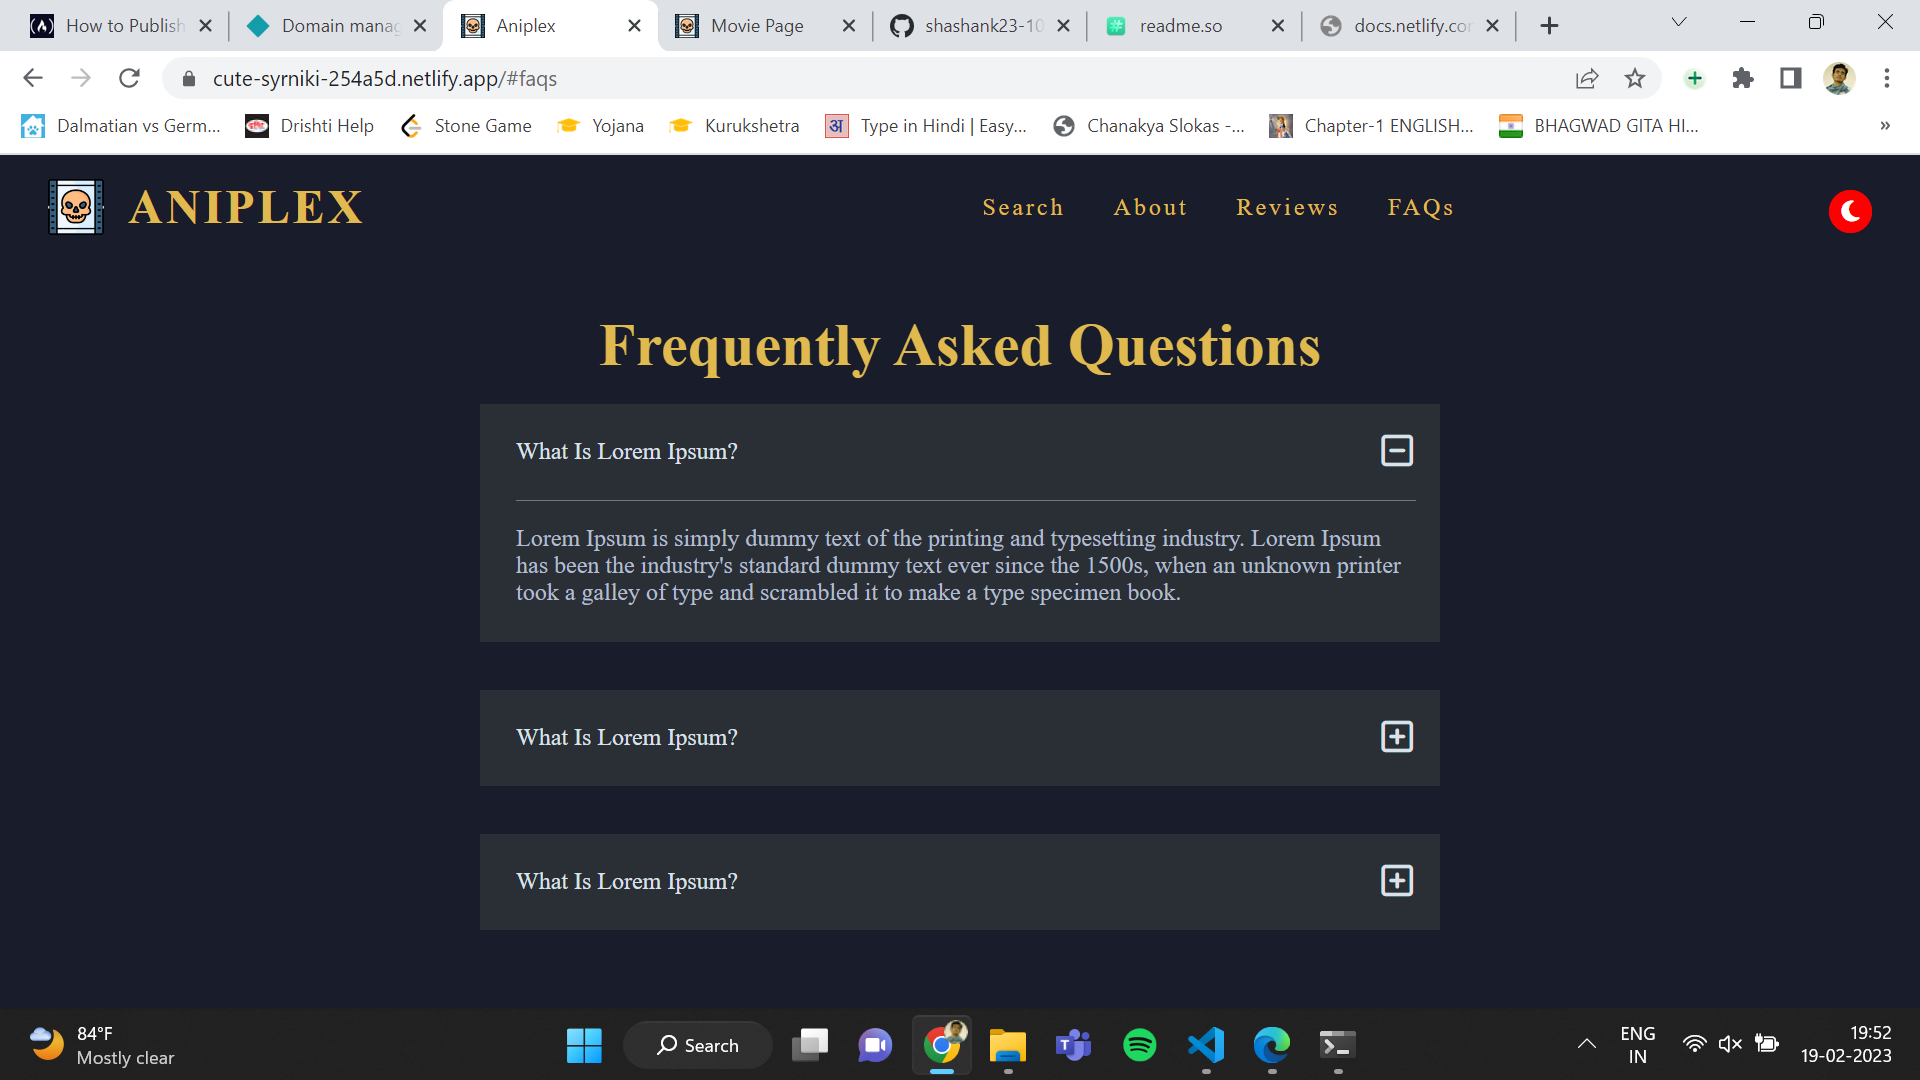 How to Publish
Domain manag
Aniplex
Movie Page
shashank23-10
readme.so
docs.netlify.com
cute-syrniki-254a5d.netlify.app/#faqs
Dalmatian vs Germ...
Drishti Help
Stone Game
Yojana
Kurukshetra
अ
Type in Hindi | Easy...
Chanakya Slokas -...
Chapter-1 ENGLISH...
BHAGWAD GITA HI...
»
ANIPLEX
Search
About
Reviews
FAQs
Frequently Asked Questions
What Is Lorem Ipsum?
Lorem Ipsum is simply dummy text of the printing and typesetting industry. Lorem Ipsum
has been the industry's standard dummy text ever since the 1500s, when an unknown printer
took a galley of type and scrambled it to make a type specimen book.
What Is Lorem Ipsum?
What Is Lorem Ipsum?
84°F
Mostly clear
Search
ENG
IN
19:52
19-02-2023